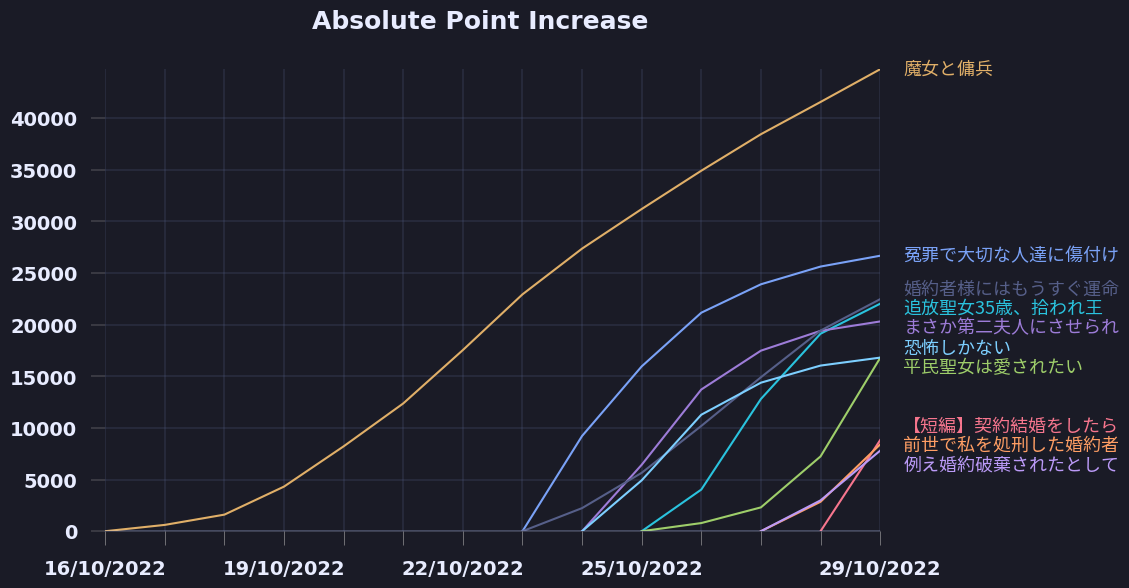 Absolute Point Increase
魔女と傭兵
40000
35000
30000
冤罪で大切な人達に傷付け
25000
婚約者様にはもうすぐ運命
追放聖女35歳、拾われ王
20000
まさか第二夫人にさせられ
恐怖しかない
平民聖女は愛されたい
15000
10000
【短編】契約結婚をしたら
前世で私を処刑した婚約者
例え婚約破棄されたとして
5000
0
16/10/2022 19/10/2022 22/10/2022 25/10/2022 29/10/2022